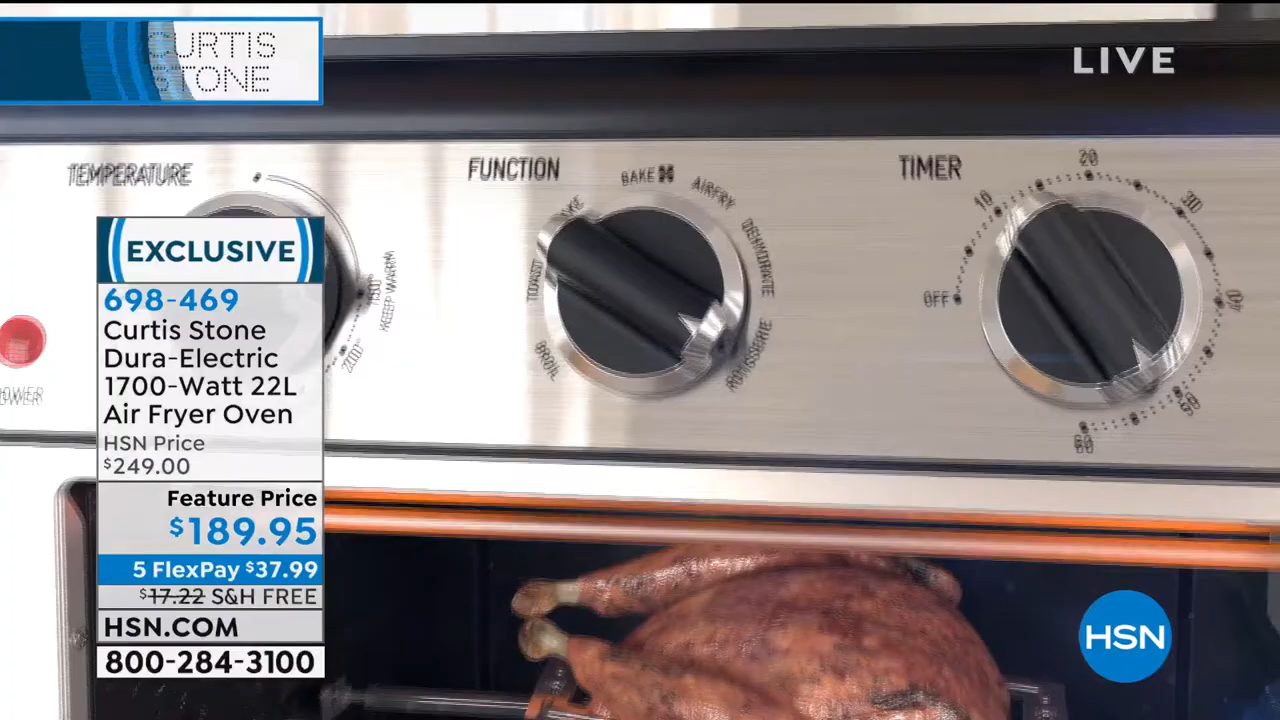 CURTIS
STONE
LIVE
TEMPERATURE
FUNCTION
BAKE
AIRFRY
DEHYDRATE
ROTISSERIE
TOAST
BROIL
TIMER
OFF
10
20
30
40
50
60
KEEP WARM
200°
POWER
EXCLUSIVE
698-469
Curtis Stone
Dura-Electric
1700-Watt 22L
Air Fryer Oven
HSN Price
$249.00
Feature Price
$189.95
5 FlexPay $37.99
$17.22 S&H FREE
HSN.COM
800-284-3100
HSN